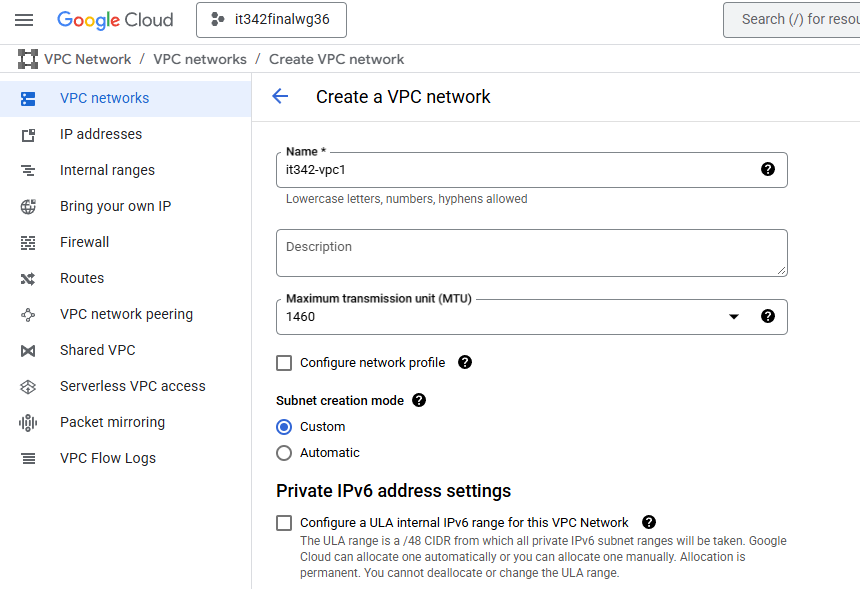 Google Cloud
it342finalwg36
Search (/) for resou
VPC Network / VPC networks / Create VPC network
VPC networks
IP addresses
Internal ranges
Bring your own IP
Firewall
Routes
VPC network peering
Shared VPC
Serverless VPC access
Packet mirroring
VPC Flow Logs
Create a VPC network
Name *
it342-vpc1
Lowercase letters, numbers, hyphens allowed
Description
Maximum transmission unit (MTU)
1460
Configure network profile
Subnet creation mode
Custom
Automatic
Private IPv6 address settings
Configure a ULA internal IPv6 range for this VPC Network
The ULA range is a /48 CIDR from which all private IPv6 subnet ranges will be taken. Google
Cloud can allocate one automatically or you can allocate one manually. Allocation is
permanent. You cannot deallocate or change the ULA range.